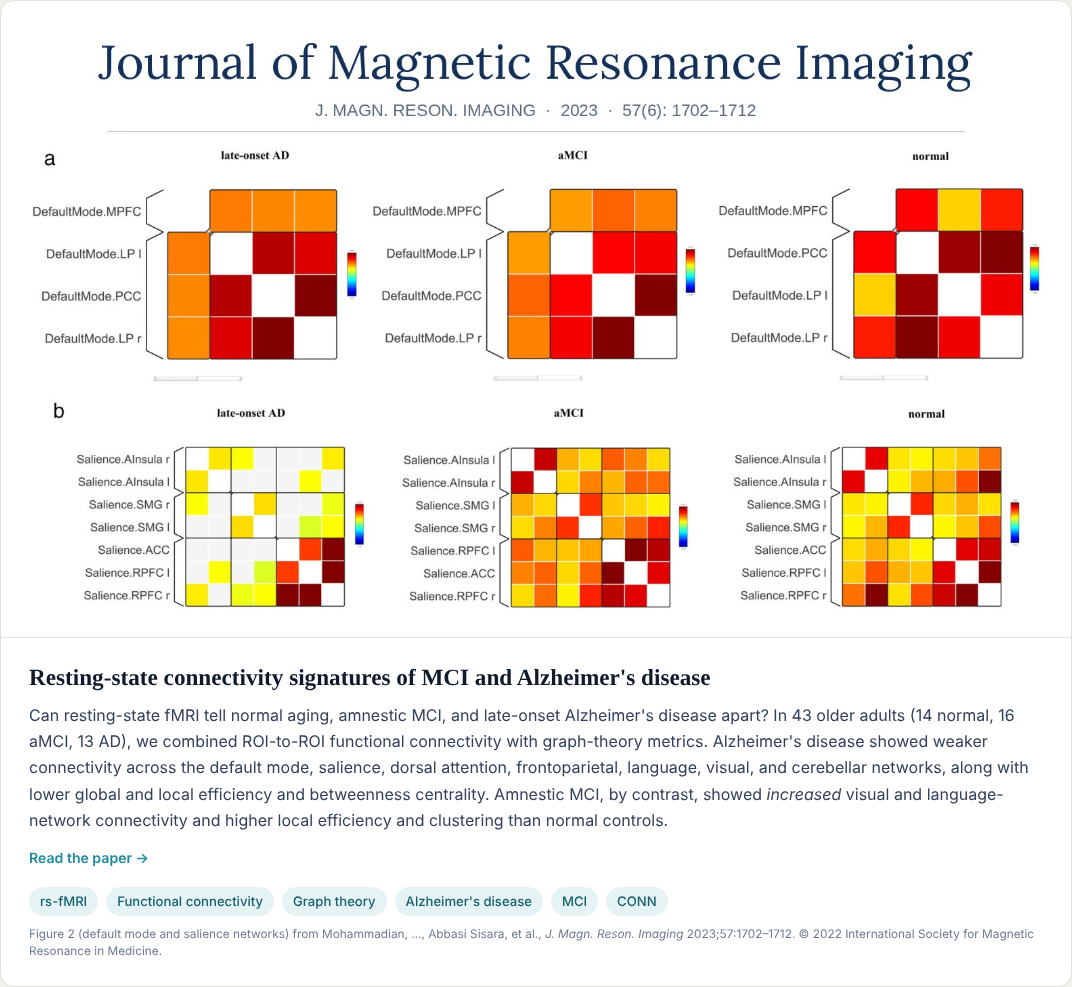 Journal of Magnetic Resonance Imaging
J. MAGN. RESON. IMAGING · 2023 · 57(6): 1702–1712
a
late-onset AD
aMCI
normal
DefaultMode.MPFC
DefaultMode.LP l
DefaultMode.PCC
DefaultMode.LP r
DefaultMode.MPFC
DefaultMode.LP l
DefaultMode.PCC
DefaultMode.LP r
DefaultMode.MPFC
DefaultMode.PCC
DefaultMode.LP l
DefaultMode.LP r
b
late-onset AD
aMCI
normal
Salience.AInsula r
Salience.AInsula l
Salience.SMG r
Salience.SMG l
Salience.ACC
Salience.RPFC l
Salience.RPFC r
Salience.AInsula l
Salience.AInsula r
Salience.SMG l
Salience.SMG r
Salience.RPFC l
Salience.ACC
Salience.RPFC r
Salience.AInsula l
Salience.AInsula r
Salience.SMG l
Salience.SMG r
Salience.ACC
Salience.RPFC l
Salience.RPFC r
Resting-state connectivity signatures of MCI and Alzheimer's disease
Can resting-state fMRI tell normal aging, amnestic MCI, and late-onset Alzheimer's disease apart? In 43 older adults (14 normal, 16
aMCI, 13 AD), we combined ROI-to-ROI functional connectivity with graph-theory metrics. Alzheimer's disease showed weaker
connectivity across the default mode, salience, dorsal attention, frontoparietal, language, visual, and cerebellar networks, along with
lower global and local efficiency and betweenness centrality. Amnestic MCI, by contrast, showed increased visual and language-
network connectivity and higher local efficiency and clustering than normal controls.
Read the paper →
rs-fMRI
Functional connectivity
Graph theory
Alzheimer's disease
MCI
CONN
Figure 2 (default mode and salience networks) from Mohammadian, ..., Abbasi Sisara, et al., J. Magn. Reson. Imaging 2023;57:1702–1712. © 2022 International Society for Magnetic
Resonance in Medicine.